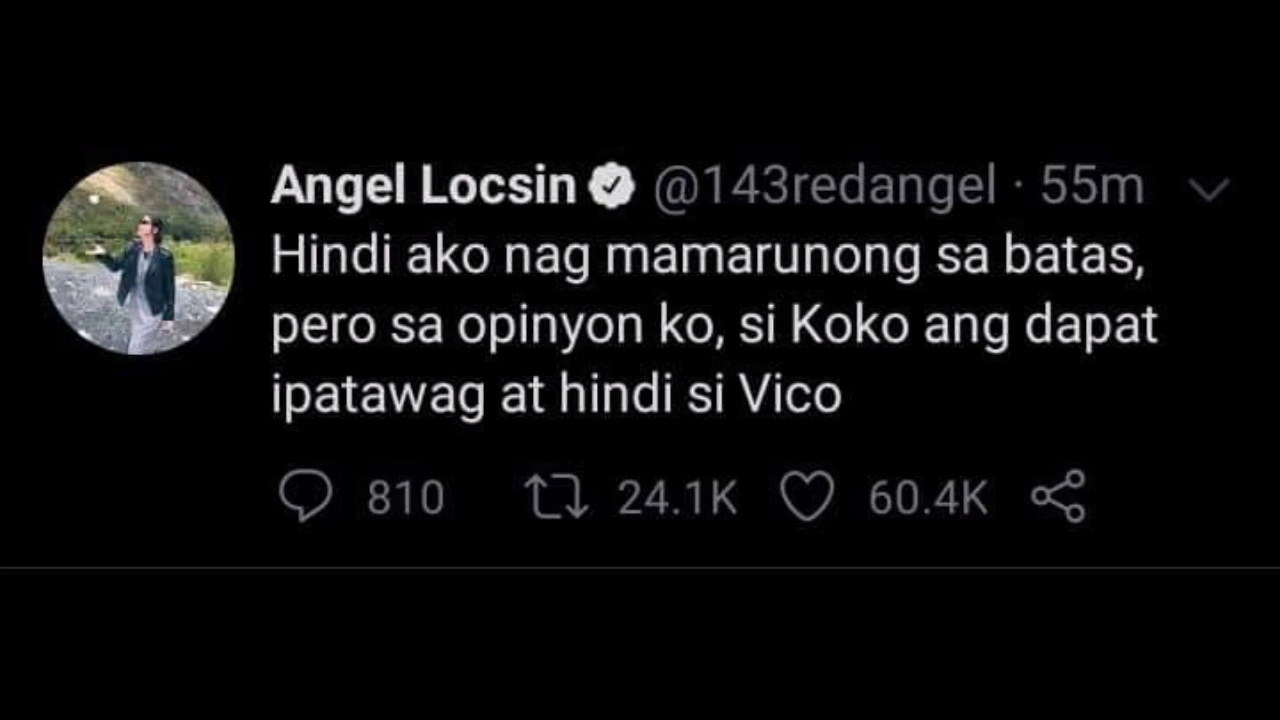 Angel Locsin @143redangel · 55m
Hindi ako nag mamarunong sa batas,
pero sa opinyon ko, si Koko ang dapat
ipatawag at hindi si Vico
810 24.1K 60.4K